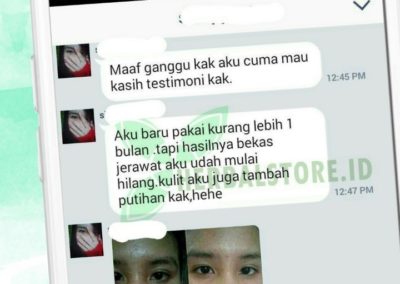 Maaf ganggu kak aku cuma mau
kasih testimoni kak.
12:45 PM
Aku baru pakai kurang lebih 1
bulan .tapi hasilnya bekas
jerawat aku udah mulai
hilang.kulit aku juga tambah
putihan kak,hehe
12:47 PM
HERBALSTORE.ID